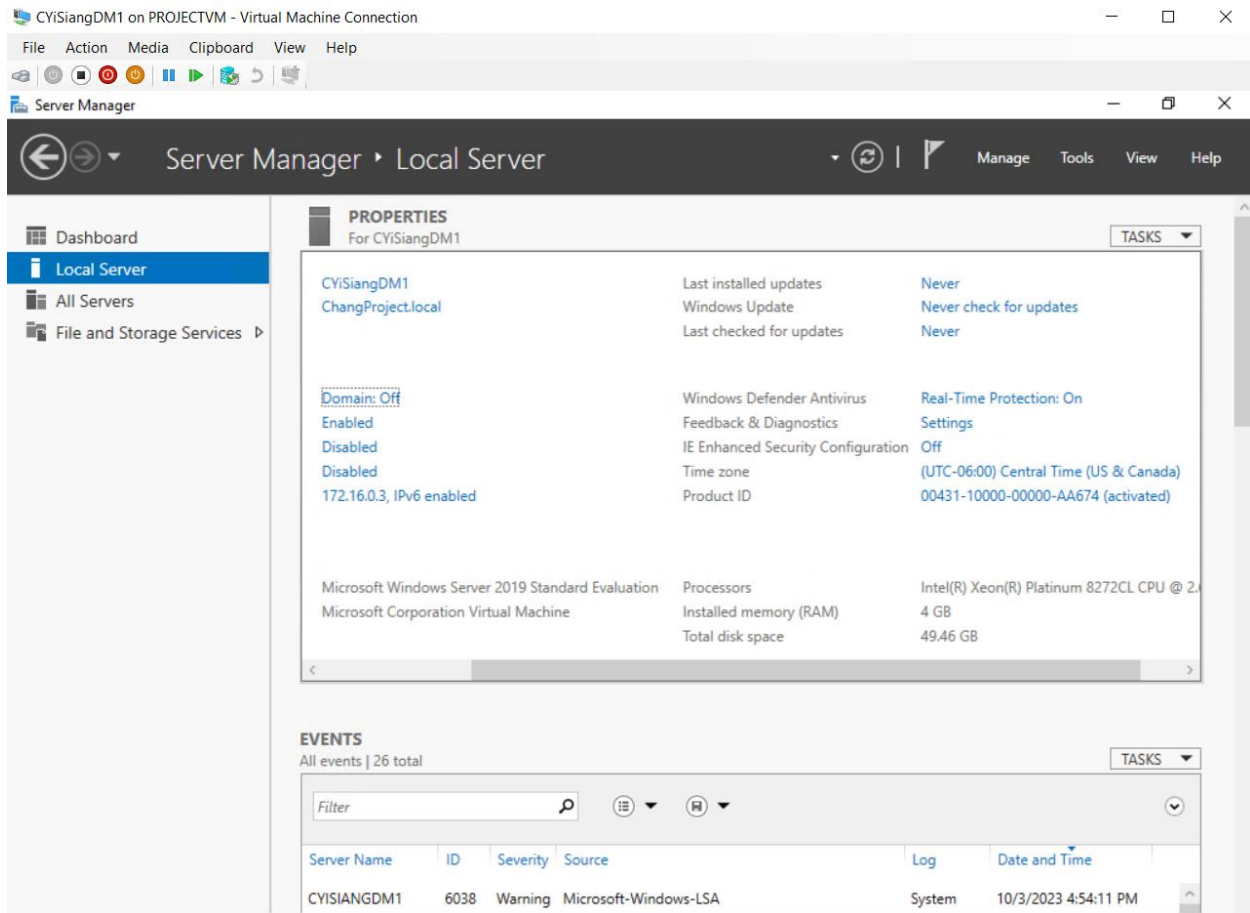 CYiSiangDM1 on PROJECTVM - Virtual Machine Connection
File Action Media Clipboard View Help
Server Manager
Server Manager ‣ Local Server
Manage Tools View Help
Dashboard
Local Server
All Servers
File and Storage Services
PROPERTIES
For CYiSiangDM1
TASKS
CYiSiangDM1 Last installed updates Never
ChangProject.local Windows Update Never check for updates
Last checked for updates Never
Domain: Off Windows Defender Antivirus Real-Time Protection: On
Enabled Feedback & Diagnostics Settings
Disabled IE Enhanced Security Configuration Off
Disabled Time zone (UTC-06:00) Central Time (US & Canada)
172.16.0.3, IPv6 enabled Product ID 00431-10000-00000-AA674 (activated)
Microsoft Windows Server 2019 Standard Evaluation Processors Intel(R) Xeon(R) Platinum 8272CL CPU @ 2.
Microsoft Corporation Virtual Machine Installed memory (RAM) 4 GB
Total disk space 49.46 GB
EVENTS
All events | 26 total
TASKS
Filter
Server Name ID Severity Source Log Date and Time
CYISIANGDM1 6038 Warning Microsoft-Windows-LSA System 10/3/2023 4:54:11 PM